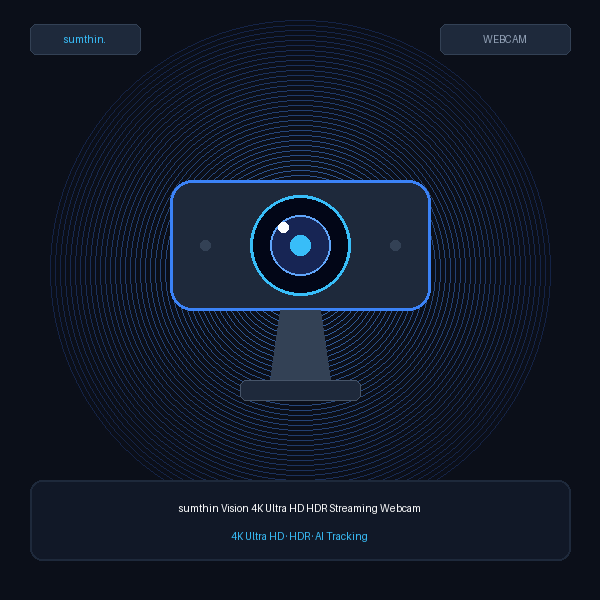 sumthin.
WEBCAM
sumthin Vision 4K Ultra HD HDR Streaming Webcam
4K Ultra HD · HDR · AI Tracking